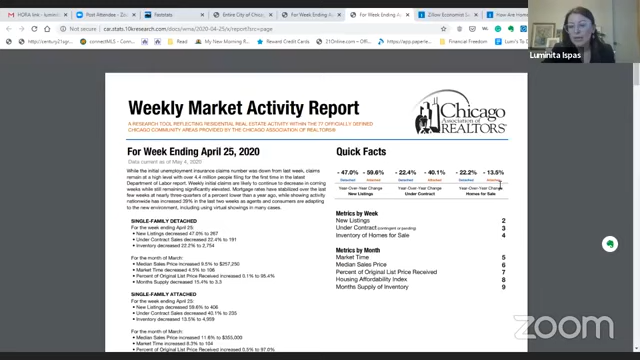 HORA link - general
Post Attendee - Zoom
Faststats
Entire City of Chicago
For Week Ending Ap
For Week Ending Apri
Zillow Economist L
How Are Home
Not secure
car.stats.10kresearch.com/docs/wma/2020-04-25/x/report?src=page
connectMLS - Connect
Reader
My New Morning R
Reward Credit Cards
21Online.com
Financial Freedom
Luminita Ispas
Weekly Market Activity Report
A RESEARCH TOOL REFLECTING RESIDENTIAL REAL ESTATE ACTIVITY WITHIN THE 77 OFFICIALLY DEFINED
CHICAGO COMMUNITY AREAS PROVIDED BY THE CHICAGO ASSOCIATION OF REALTORS®
Chicago
Association of
REALTORS®
For Week Ending April 25, 2020
Data current as of May 4, 2020
While the initial unemployment insurance claims number was down from last week, claims
remain at a high level with over 4.4 million people filing for the first time in the latest
Department of Labor report. Weekly initial claims are likely to continue to decrease in coming
weeks while still remaining significantly elevated. Mortgage rates have stabilized over the last
few weeks at nearly three-quarters of a percent lower than a year ago, while showing activity
nationwide has increased 39% in the last two weeks as agents and consumers are adapting
to the new environment, including using virtual showings in many cases.
SINGLE-FAMILY DETACHED
For the week ending April 25:
• New Listings decreased 47.0% to 267
• Under Contract Sales decreased 22.4% to 191
• Inventory decreased 22.2% to 2,754
For the month of March:
• Median Sales Price increased 9.5% to $257,250
• Market Time decreased 4.5% to 106
• Percent of Original List Price Received increased 0.1% to 95.4%
• Months Supply decreased 15.4% to 3.3
SINGLE-FAMILY ATTACHED
For the week ending April 25:
• New Listings decreased 59.6% to 406
• Under Contract Sales decreased 40.1% to 235
• Inventory decreased 13.5% to 4,959
For the month of March:
• Median Sales Price increased 11.6% to $355,000
• Market Time decreased 8.3% to 104
• Percent of Original List Price Received increased 0.5% to 97.0%
Quick Facts
- 47.0% - 59.6% - 22.4% - 40.1% - 22.2% - 13.5%
Detached Attached Detached Attached Detached
Year-Over-Year Change Year-Over-Year Change Year-Over-Year Change
New Listings Under Contract Homes for Sale
Metrics by Week
New Listings 2
Under Contract (contingent or pending) 3
Inventory of Homes for Sale 4
Metrics by Month
Market Time 5
Median Sales Price 6
Percent of Original List Price Received 7
Housing Affordability Index 8
Months Supply of Inventory 9
zoom